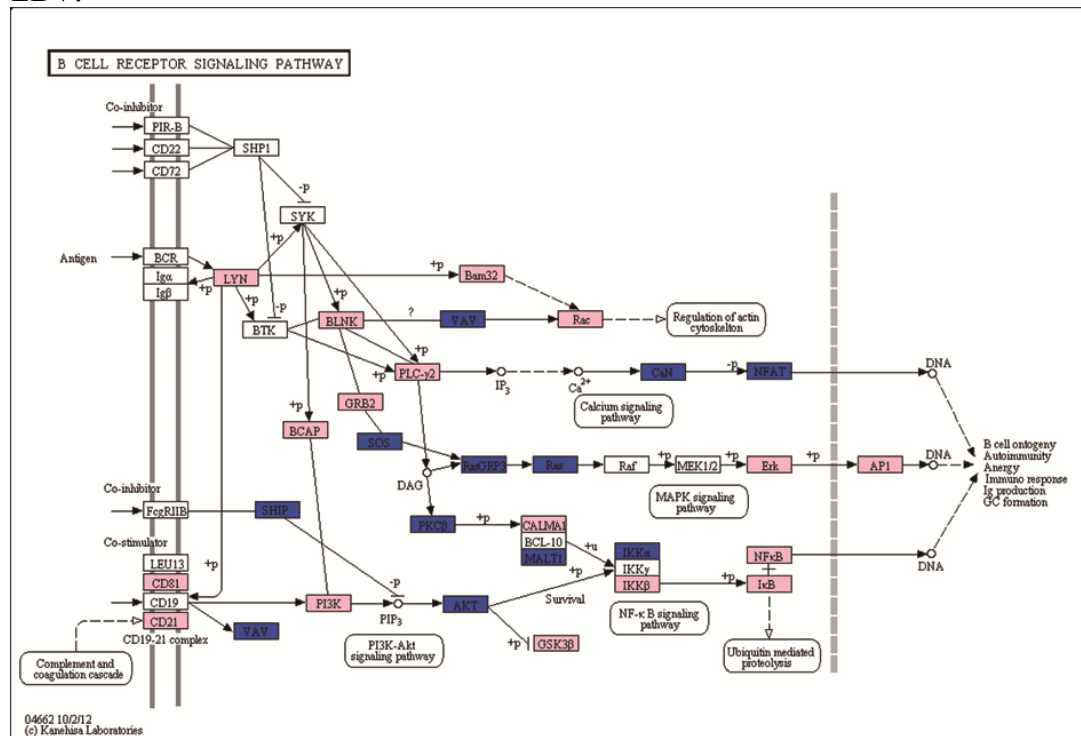 B CELL RECEPTOR SIGNALING PATHWAY
Co-inhibitor
PIR-B
CD22
CD72
SHP1
-p
SYK
+p
Antigen
BCR
Igα
Igβ
LYN
+p
+p
+p
Bam32
-p
BTK
+p
BLNK
?
VAV
Rac
Regulation of actin
cytoskelton
+p
+p
PLC-γ2
IP3
Ca2+
CaN
-p
NFAT
DNA
Calcium signaling
pathway
GRB2
+p
BCAP
SOS
RasGRP3
Ras
Raf
+p
MEK1/2
+p
Erk
+p
AP1
DNA
DAG
MAPK signaling
pathway
B cell ontogeny
Autoimmunity
Anergy
Immuno response
Ig production
GC formation
Co-inhibitor
FcgRIIB
SHIP
PKCβ
+p
CALMA1
BCL-10
MALT1
+u
IKKα
IKKγ
IKKβ
+p
NFκB
IκB
DNA
Co-stimulator
LEU13
CD81
CD19
CD21
CD19-21 complex
+p
VAV
PI3K
-p
PIP3
AKT
+p
Survival
+p
GSK3β
NF-κ B signaling
pathway
PI3K-Akt
signaling pathway
Ubiquitin mediated
proteolysis
Complement and
coagulation cascade
04662 10/2/12
(c) Kanehisa Laboratories